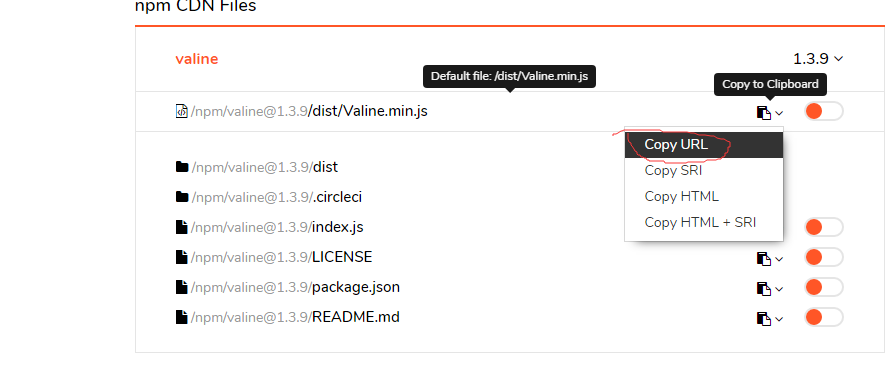 npm CDN Files
valine
1.3.9
Default file: /dist/Valine.min.js
Copy to Clipboard
/npm/valine@1.3.9/dist/Valine.min.js
Copy URL
Copy SRI
Copy HTML
Copy HTML + SRI
/npm/valine@1.3.9/dist
/npm/valine@1.3.9/.circleci
/npm/valine@1.3.9/index.js
/npm/valine@1.3.9/LICENSE
/npm/valine@1.3.9/package.json
/npm/valine@1.3.9/README.md